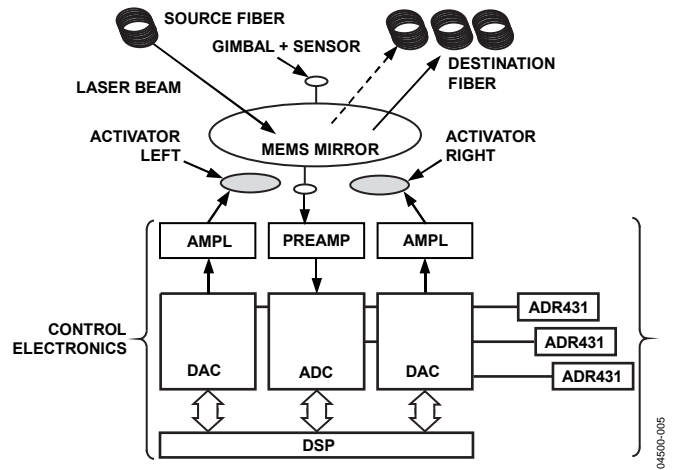 SOURCE FIBER
GIMBAL + SENSOR
DESTINATION
FIBER
LASER BEAM
ACTIVATOR
LEFT
MEMS MIRROR
ACTIVATOR
RIGHT
AMPL
PREAMP
AMPL
CONTROL
ELECTRONICS
DAC
ADC
DAC
ADR431
ADR431
ADR431
DSP
04500-005